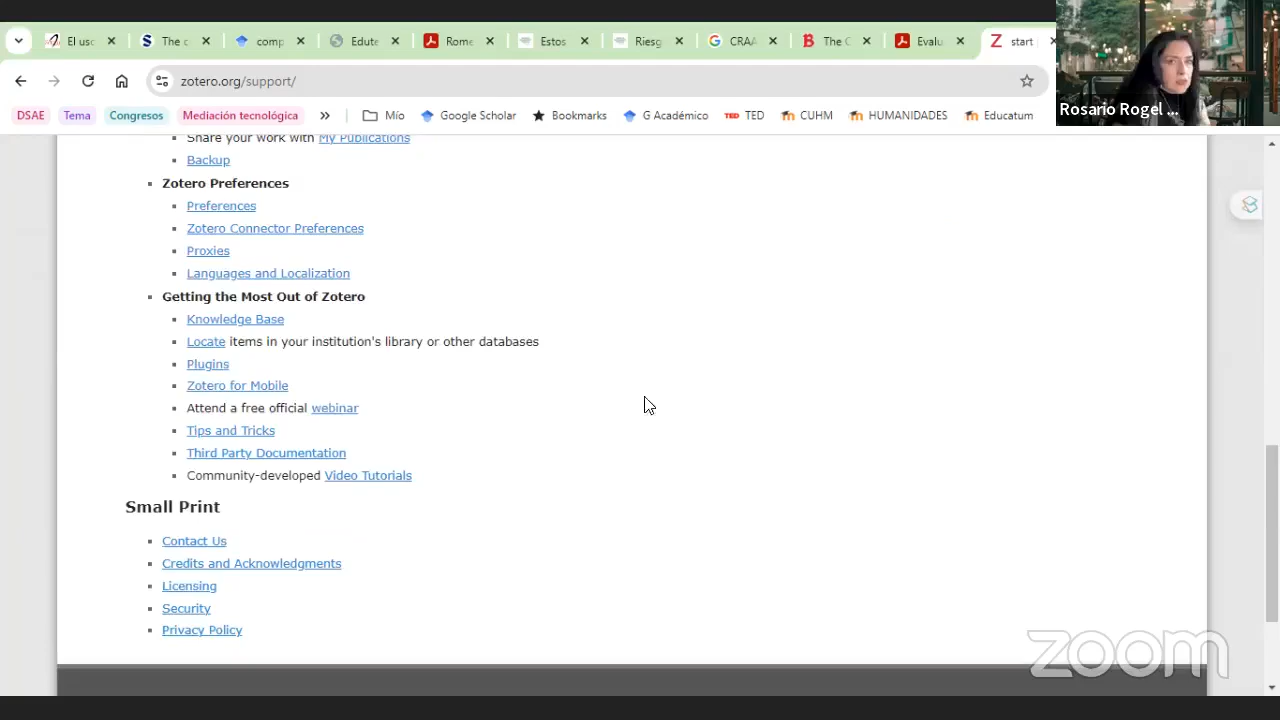 El usc
The c
comp
Edute
Rome
Estos
Riesg
CRAA
The C
Evalu
start
zotero.org/support/
DSAE
Tema
Congresos
Mediación tecnológica
Mío
Google Scholar
Bookmarks
G Académico
TED TED
CUHM
HUMANIDADES
Educatum
Rosario Rogel ...
Share your work with My Publications
Backup
Zotero Preferences
Preferences
Zotero Connector Preferences
Proxies
Languages and Localization
Getting the Most Out of Zotero
Knowledge Base
Locate items in your institution's library or other databases
Plugins
Zotero for Mobile
Attend a free official webinar
Tips and Tricks
Third Party Documentation
Community-developed Video Tutorials
Small Print
Contact Us
Credits and Acknowledgments
Licensing
Security
Privacy Policy
zoom